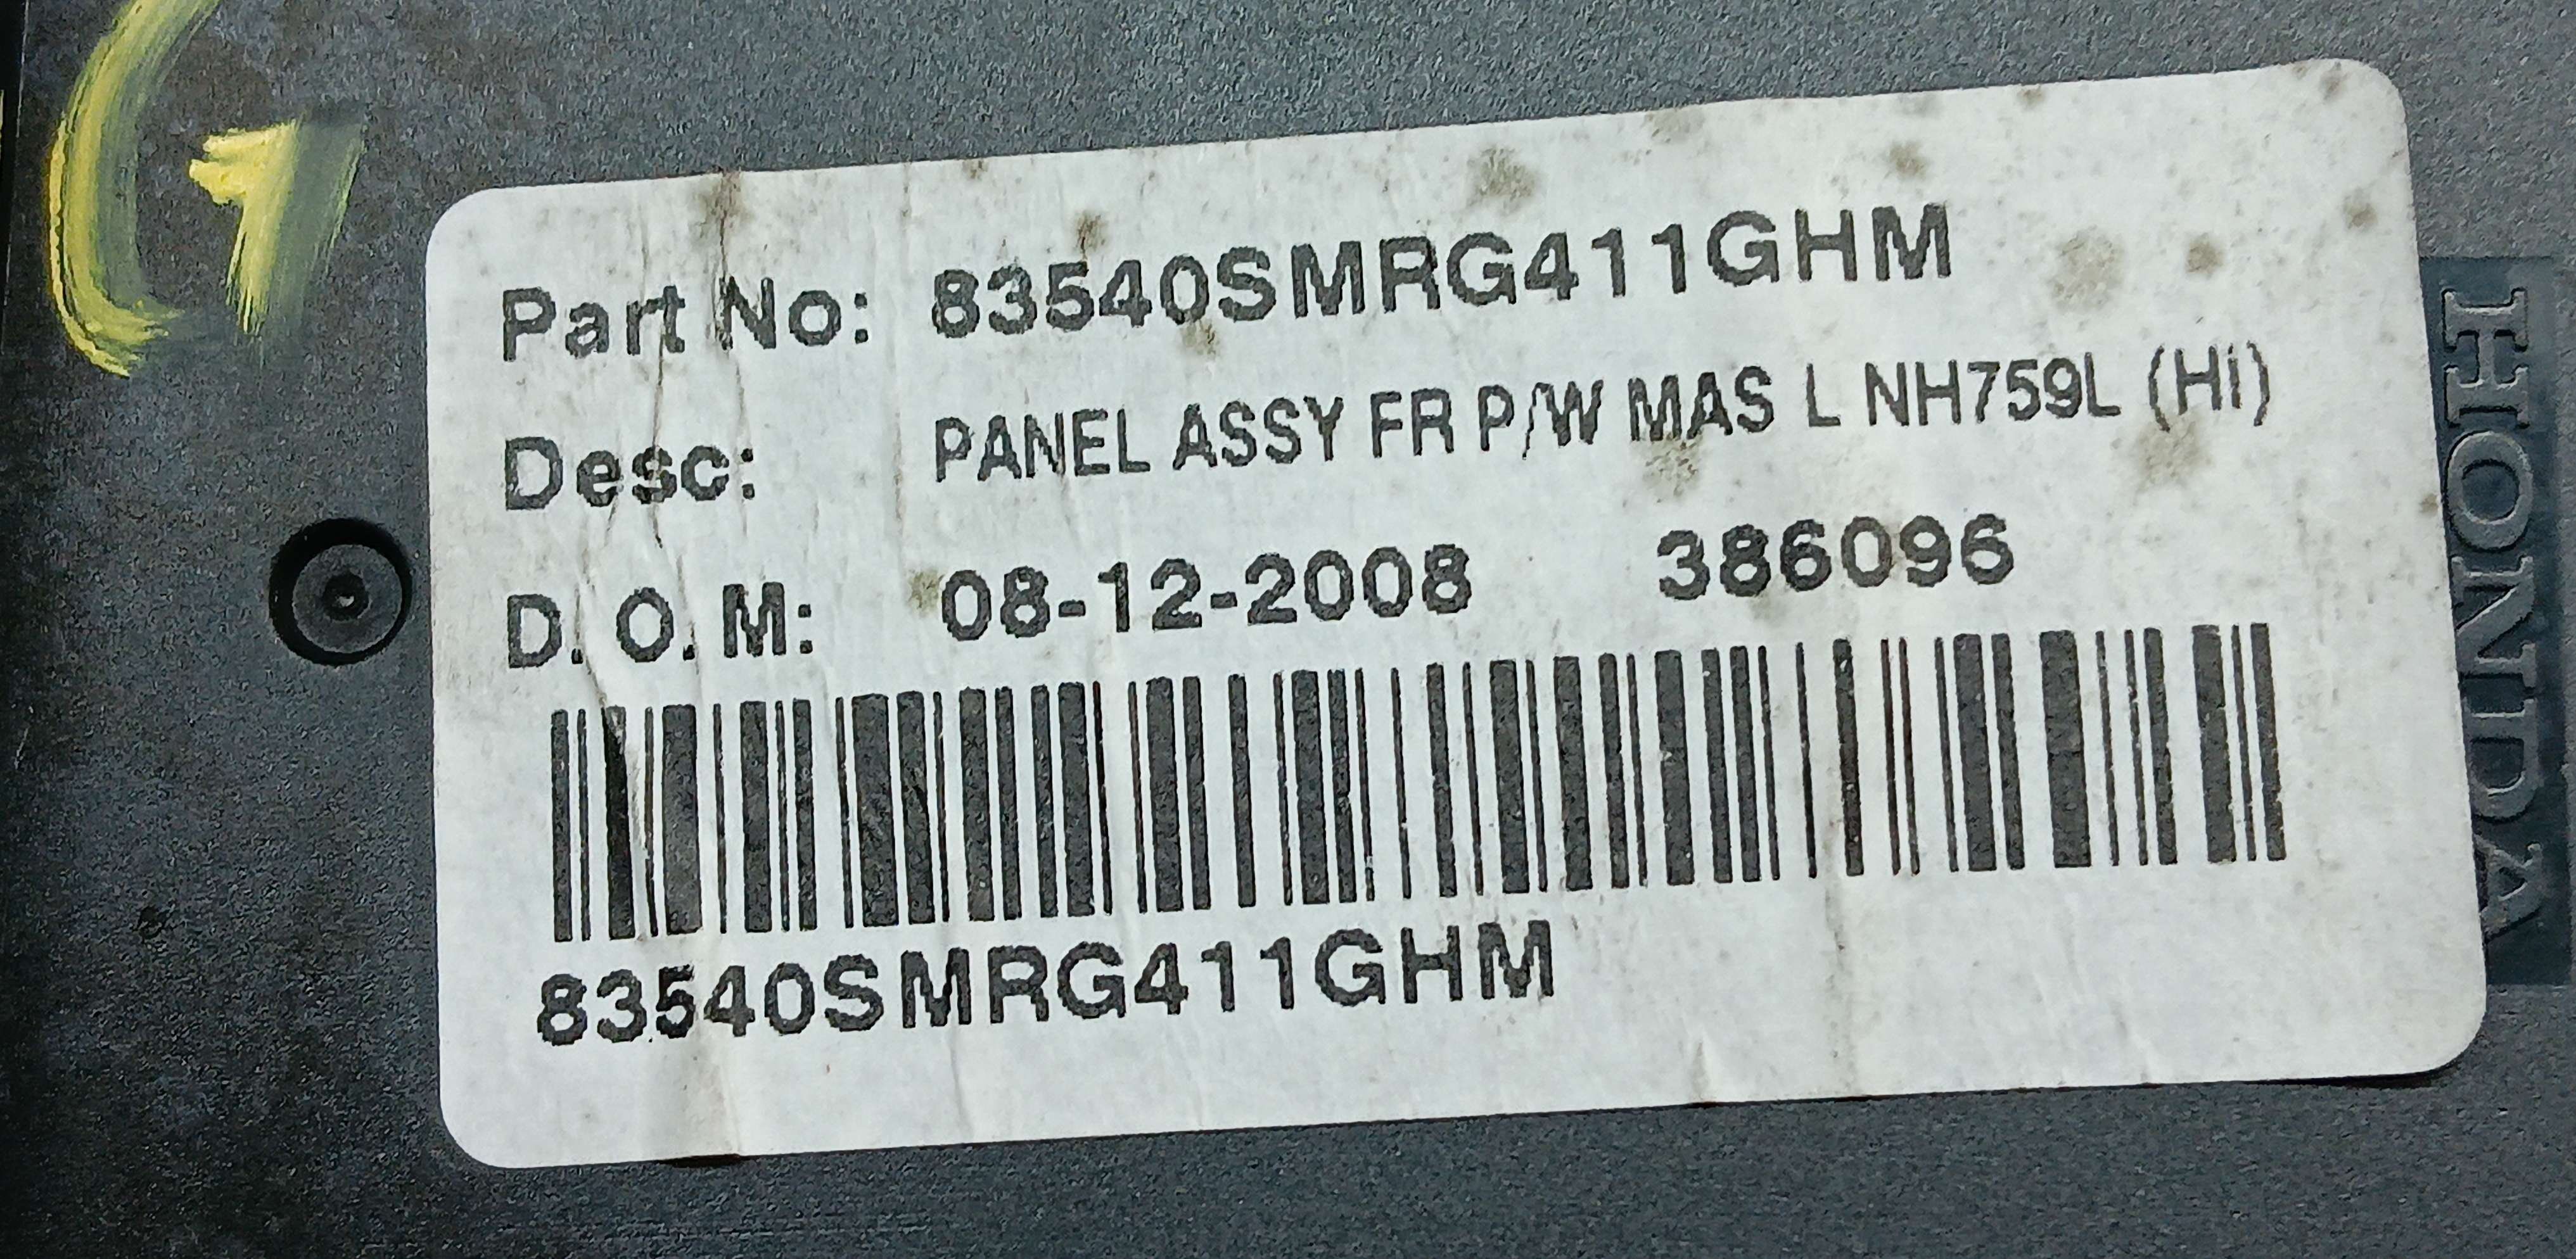 G
Part No: 83540SMRG411GHM
Desc: PANEL ASSY FR P/W MAS L NH759L (Hi)
D. O. M: 08-12-2008 386096
83540SMRG411GHM
HONDA